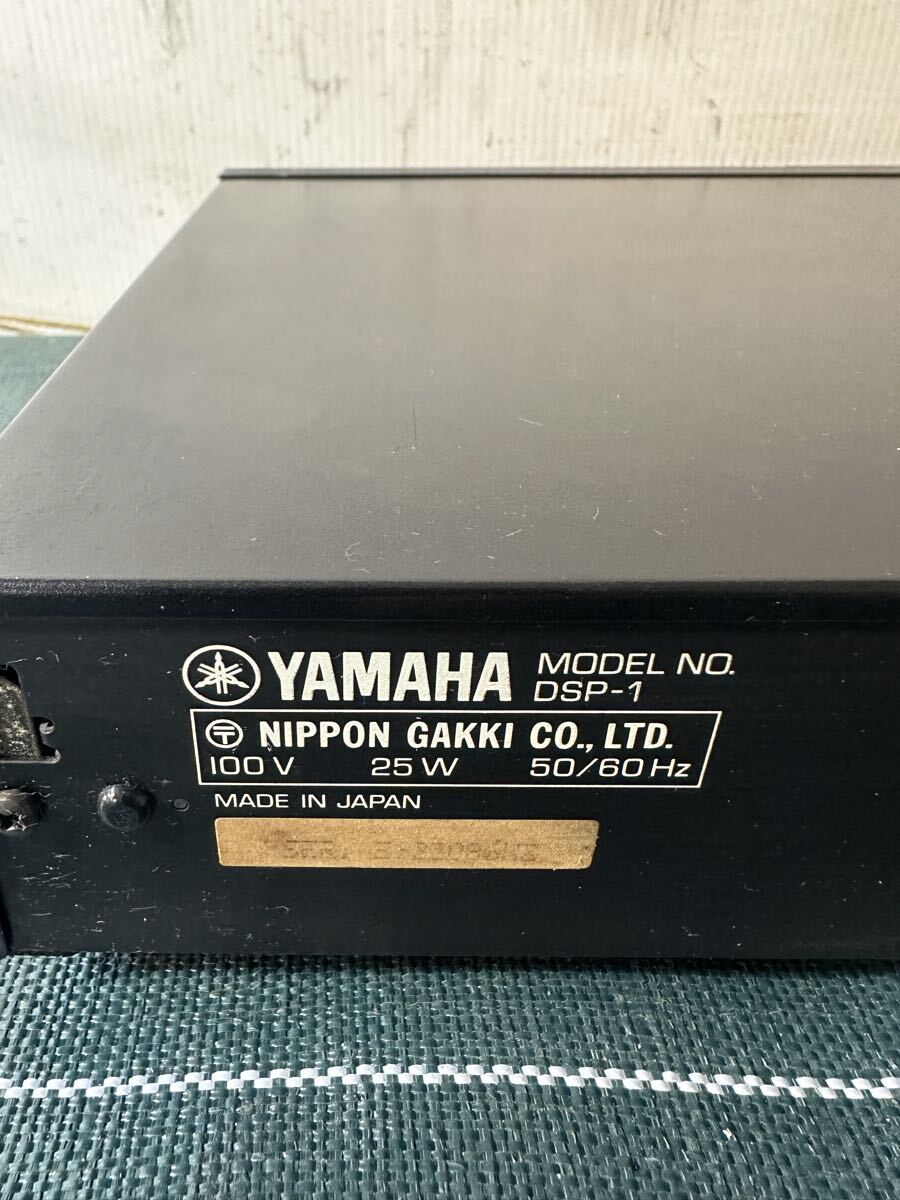 YAMAHA MODEL NO.
DSP-1
〶 NIPPON GAKKI CO., LTD.
100 V 25 W 50/60 Hz
MADE IN JAPAN